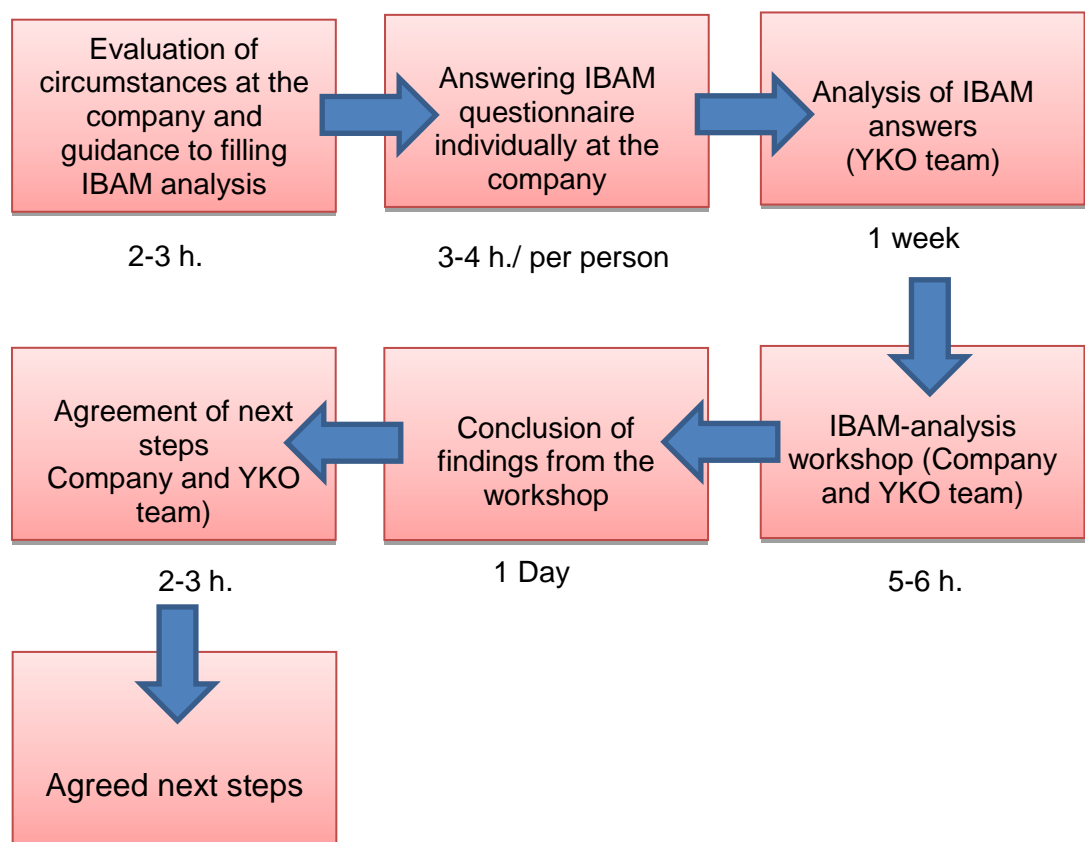 Evaluation of
circumstances at the
company and
guidance to filling
IBAM analysis
2-3 h.
Answering IBAM
questionnaire
individually at the
company
3-4 h./ per person
Analysis of IBAM
answers
(YKO team)
1 week
IBAM-analysis
workshop (Company
and YKO team)
5-6 h.
Conclusion of
findings from the
workshop
1 Day
Agreement of next
steps
Company and YKO
team)
2-3 h.
Agreed next steps